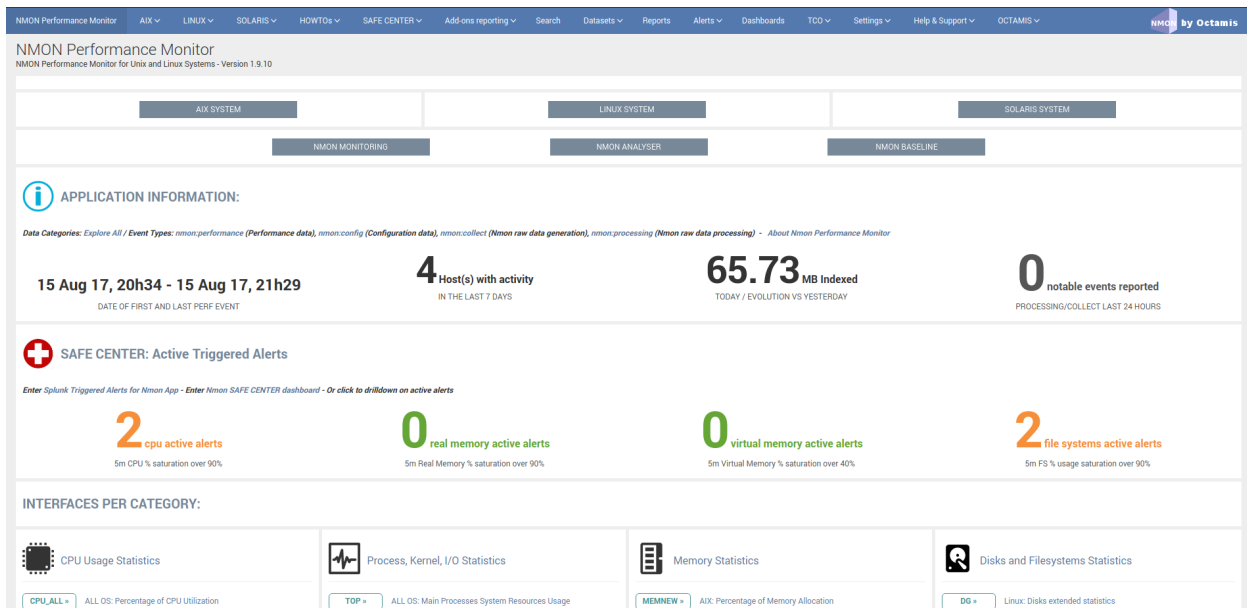 NMON Performance Monitor AIX LINUX SOLARIS HOWTOs SAFE CENTER Add-ons reporting Search Datasets Reports Alerts Dashboards TCO Settings Help & Support OCTAMIS NMON by Octamis
NMON Performance Monitor
NMON Performance Monitor for Unix and Linux Systems - Version 1.9.10
AIX SYSTEM LINUX SYSTEM SOLARIS SYSTEM
NMON MONITORING NMON ANALYSER NMON BASELINE
APPLICATION INFORMATION:
Data Categories: Explore All / Event Types: nmon:performance (Performance data), nmon:config (Configuration data), nmon:collect (Nmon raw data generation), nmon:processing (Nmon raw data processing) - About Nmon Performance Monitor
15 Aug 17, 20h34 - 15 Aug 17, 21h29 4 Host(s) with activity 65.73 MB Indexed 0 notable events reported
DATE OF FIRST AND LAST PERF EVENT IN THE LAST 7 DAYS TODAY / EVOLUTION VS YESTERDAY PROCESSING/COLLECT LAST 24 HOURS
SAFE CENTER: Active Triggered Alerts
Enter Splunk Triggered Alerts for Nmon App - Enter Nmon SAFE CENTER dashboard - Or click to drilldown on active alerts
2 cpu active alerts 0 real memory active alerts 0 virtual memory active alerts 2 file systems active alerts
5m CPU % saturation over 90% 5m Real Memory % saturation over 90% 5m Virtual Memory % saturation over 40% 5m FS % usage saturation over 90%
INTERFACES PER CATEGORY:
CPU Usage Statistics Process, Kernel, I/O Statistics Memory Statistics Disks and Filesystems Statistics
CPU_ALL » ALL OS: Percentage of CPU Utilization TOP » ALL OS: Main Processes System Resources Usage MEMNEW » AIX: Percentage of Memory Allocation DG » Linux: Disks extended statistics